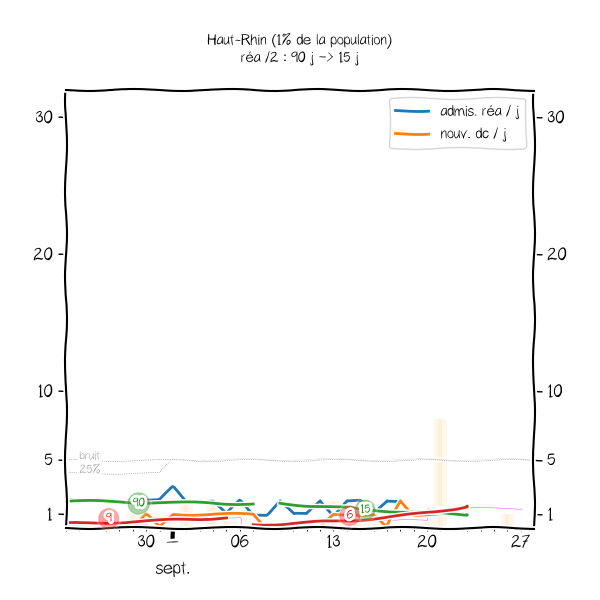 Haut-Rhin (1% de la population)
réa /2 : 90 j -> 15 j
admis. réa / j
nouv. dc / j
30 30
20 20
10 10
5 5
1 1
bruit
25%
90
15
9
6
30 06 13 20 27
sept.